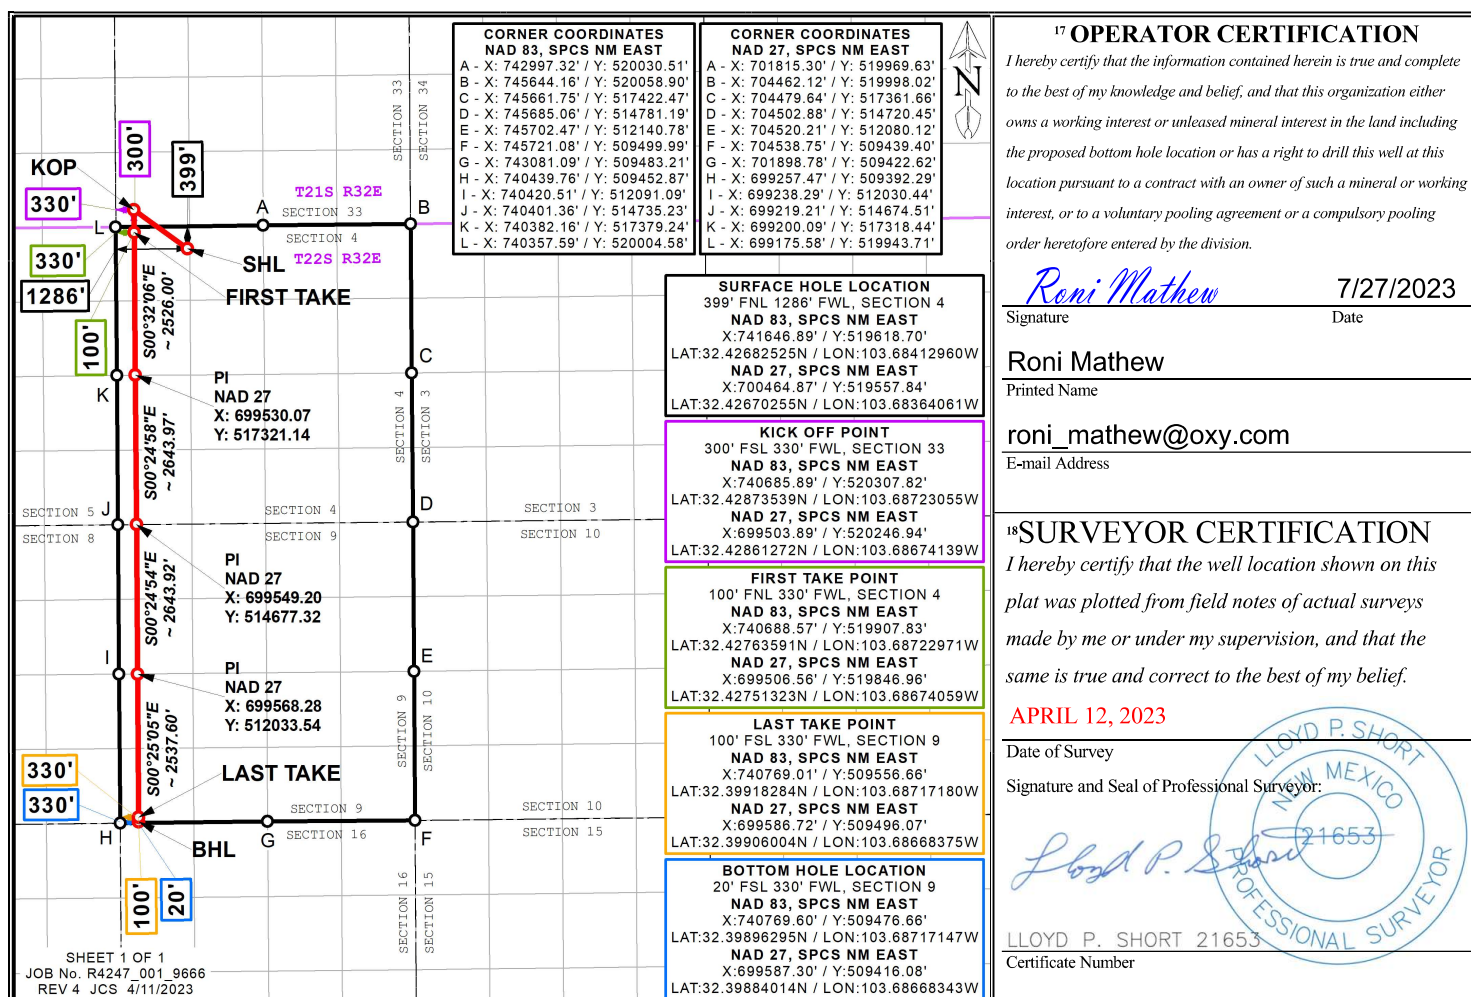 CORNER COORDINATES
NAD 83, SPCS NM EAST
A - X: 742997.32' / Y: 520030.51'
B - X: 745644.16' / Y: 520058.90'
C - X: 745661.75' / Y: 517422.47'
D - X: 745685.06' / Y: 514781.19'
E - X: 745702.47' / Y: 512140.78'
F - X: 745721.08' / Y: 509499.99'
G - X: 743081.09' / Y: 509483.21'
H - X: 740439.76' / Y: 509452.87'
I - X: 740420.51' / Y: 512091.09'
J - X: 740401.36' / Y: 514735.23'
K - X: 740382.16' / Y: 517379.24'
L - X: 740357.59' / Y: 520004.58'
CORNER COORDINATES
NAD 27, SPCS NM EAST
A - X: 701815.30' / Y: 519969.63'
B - X: 704462.12' / Y: 519998.02'
C - X: 704479.64' / Y: 517361.66'
D - X: 704502.88' / Y: 514720.45'
E - X: 704520.21' / Y: 512080.12'
F - X: 704538.75' / Y: 509439.40'
G - X: 701898.78' / Y: 509422.62'
H - X: 699257.47' / Y: 509392.29'
I - X: 699238.29' / Y: 512030.44'
J - X: 699219.21' / Y: 514674.51'
K - X: 699200.09' / Y: 517318.44'
L - X: 699175.58' / Y: 519943.71'
N
SECTION 33
SECTION 34
300'
399'
KOP
330'
T21S R32E
A
SECTION 33
B
L
SECTION 4
330'
SHL
T22S R32E
1286'
FIRST TAKE
100'
S00°32'06"E
~ 2526.00'
C
K
PI
NAD 27
X: 699530.07
Y: 517321.14
SECTION 4
SECTION 3
S00°24'58"E
~ 2643.97'
SECTION 5
J
SECTION 4
D
SECTION 3
SECTION 8
SECTION 9
SECTION 10
PI
NAD 27
X: 699549.20
Y: 514677.32
S00°24'54"E
~ 2643.92'
I
E
PI
NAD 27
X: 699568.28
Y: 512033.54
SECTION 9
SECTION 10
S00°25'05"E
~ 2537.60'
330'
LAST TAKE
330'
SECTION 9
SECTION 10
H
G
SECTION 16
F
SECTION 15
BHL
100'
20'
SECTION 16
SECTION 15
SHEET 1 OF 1
JOB No. R4247_001_9666
REV 4 JCS 4/11/2023
SURFACE HOLE LOCATION
399' FNL 1286' FWL, SECTION 4
NAD 83, SPCS NM EAST
X:741646.89' / Y:519618.70'
LAT:32.42682525N / LON:103.68412960W
NAD 27, SPCS NM EAST
X:700464.87' / Y:519557.84'
LAT:32.42670255N / LON:103.68364061W
KICK OFF POINT
300' FSL 330' FWL, SECTION 33
NAD 83, SPCS NM EAST
X:740685.89' / Y:520307.82'
LAT:32.42873539N / LON:103.68723055W
NAD 27, SPCS NM EAST
X:699503.89' / Y:520246.94'
LAT:32.42861272N / LON:103.68674139W
FIRST TAKE POINT
100' FNL 330' FWL, SECTION 4
NAD 83, SPCS NM EAST
X:740688.57' / Y:519907.83'
LAT:32.42763591N / LON:103.68722971W
NAD 27, SPCS NM EAST
X:699506.56' / Y:519846.96'
LAT:32.42751323N / LON:103.68674059W
LAST TAKE POINT
100' FSL 330' FWL, SECTION 9
NAD 83, SPCS NM EAST
X:740769.01' / Y:509556.66'
LAT:32.39918284N / LON:103.68717180W
NAD 27, SPCS NM EAST
X:699586.72' / Y:509496.07'
LAT:32.39906004N / LON:103.68668375W
BOTTOM HOLE LOCATION
20' FSL 330' FWL, SECTION 9
NAD 83, SPCS NM EAST
X:740769.60' / Y:509476.66'
LAT:32.39896295N / LON:103.68717147W
NAD 27, SPCS NM EAST
X:699587.30' / Y:509416.08'
LAT:32.39884014N / LON:103.68668343W
17 OPERATOR CERTIFICATION
I hereby certify that the information contained herein is true and complete
to the best of my knowledge and belief, and that this organization either
owns a working interest or unleased mineral interest in the land including
the proposed bottom hole location or has a right to drill this well at this
location pursuant to a contract with an owner of such a mineral or working
interest, or to a voluntary pooling agreement or a compulsory pooling
order heretofore entered by the division.
Roni Mathew 7/27/2023
Signature Date
Roni Mathew
Printed Name
roni_mathew@oxy.com
E-mail Address
18 SURVEYOR CERTIFICATION
I hereby certify that the well location shown on this
plat was plotted from field notes of actual surveys
made by me or under my supervision, and that the
same is true and correct to the best of my belief.
APRIL 12, 2023
Date of Survey
Signature and Seal of Professional Surveyor:
LLOYD P. SHORT
NEW MEXICO
21653
PROFESSIONAL SURVEYOR
Lloyd P. Short
LLOYD P. SHORT 21653
Certificate Number